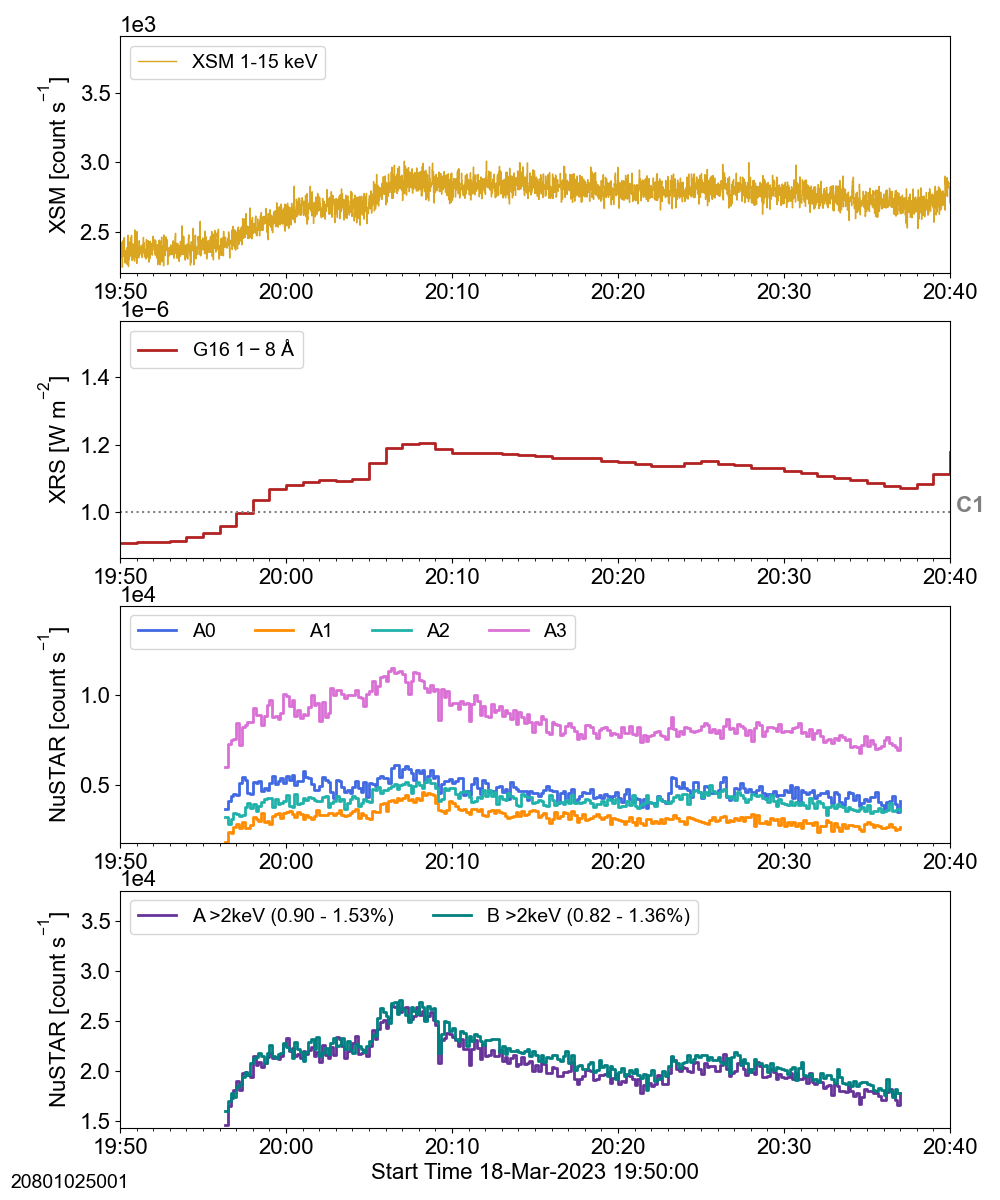 1e3
XSM 1-15 keV
XSM [count s⁻¹]
3.5
3.0
2.5
19:50 20:00 20:10 20:20 20:30 20:40
1e−6
G16 1 − 8 Å
XRS [W m⁻²]
1.4
1.2
1.0
C1
19:50 20:00 20:10 20:20 20:30 20:40
1e4
A0 A1 A2 A3
NuSTAR [count s⁻¹]
1.0
0.5
19:50 20:00 20:10 20:20 20:30 20:40
1e4
A >2keV (0.90 - 1.53%) B >2keV (0.82 - 1.36%)
NuSTAR [count s⁻¹]
3.5
3.0
2.5
2.0
1.5
19:50 20:00 20:10 20:20 20:30 20:40
Start Time 18-Mar-2023 19:50:00
20801025001